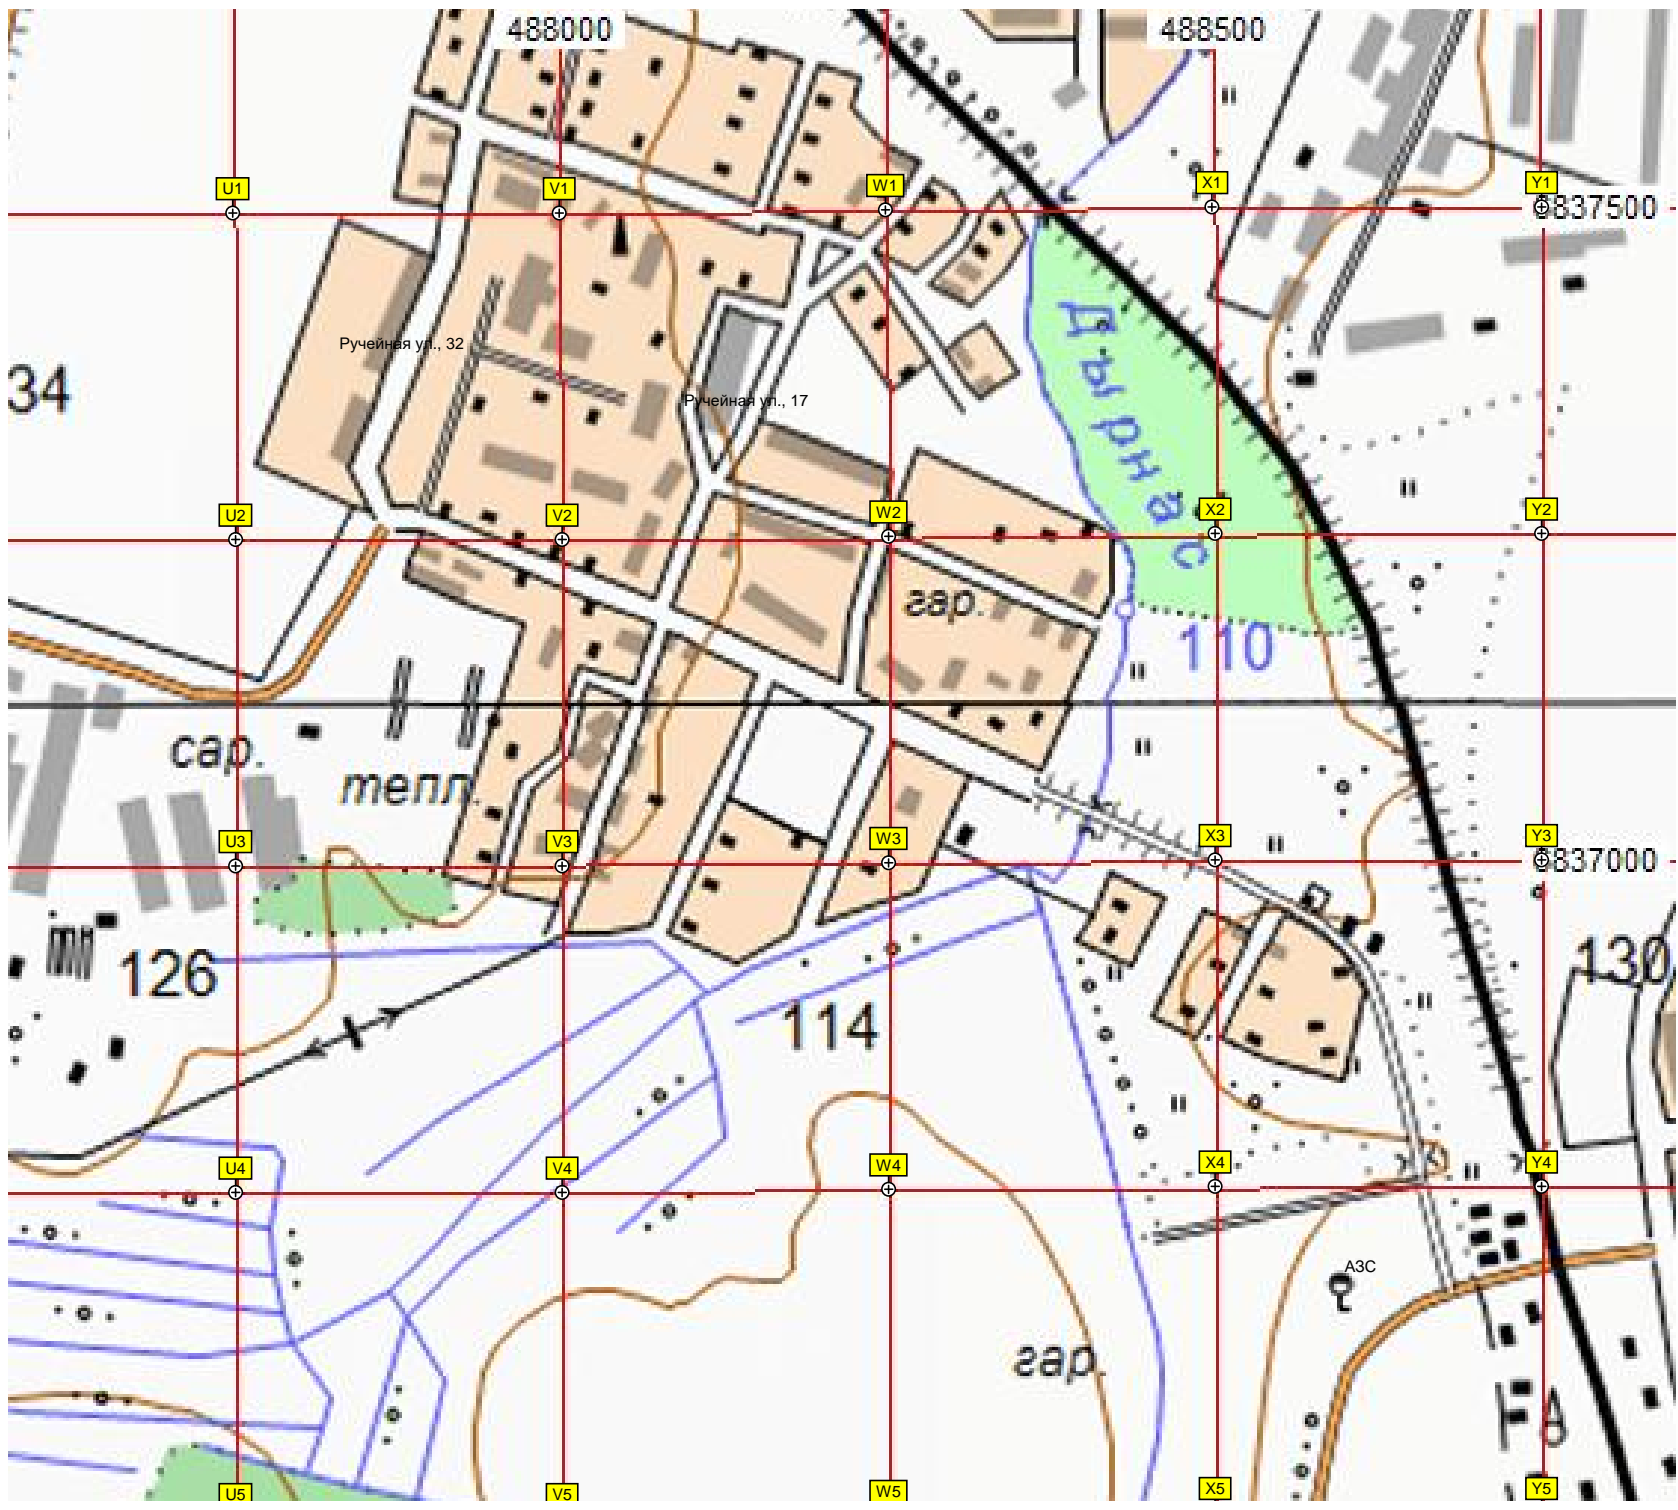 488000
488500
U1
V1
W1
X1
Y1
6837500
Ручейная ул., 32
34
Ручейная ул., 17
Дырнас
U2
V2
W2
X2
Y2
гар.
110
сар.
тепл.
U3
V3
W3
X3
Y3
6837000
126
114
130
U4
V4
W4
X4
Y4
АЗС
гар.
U5
V5
W5
X5
Y5